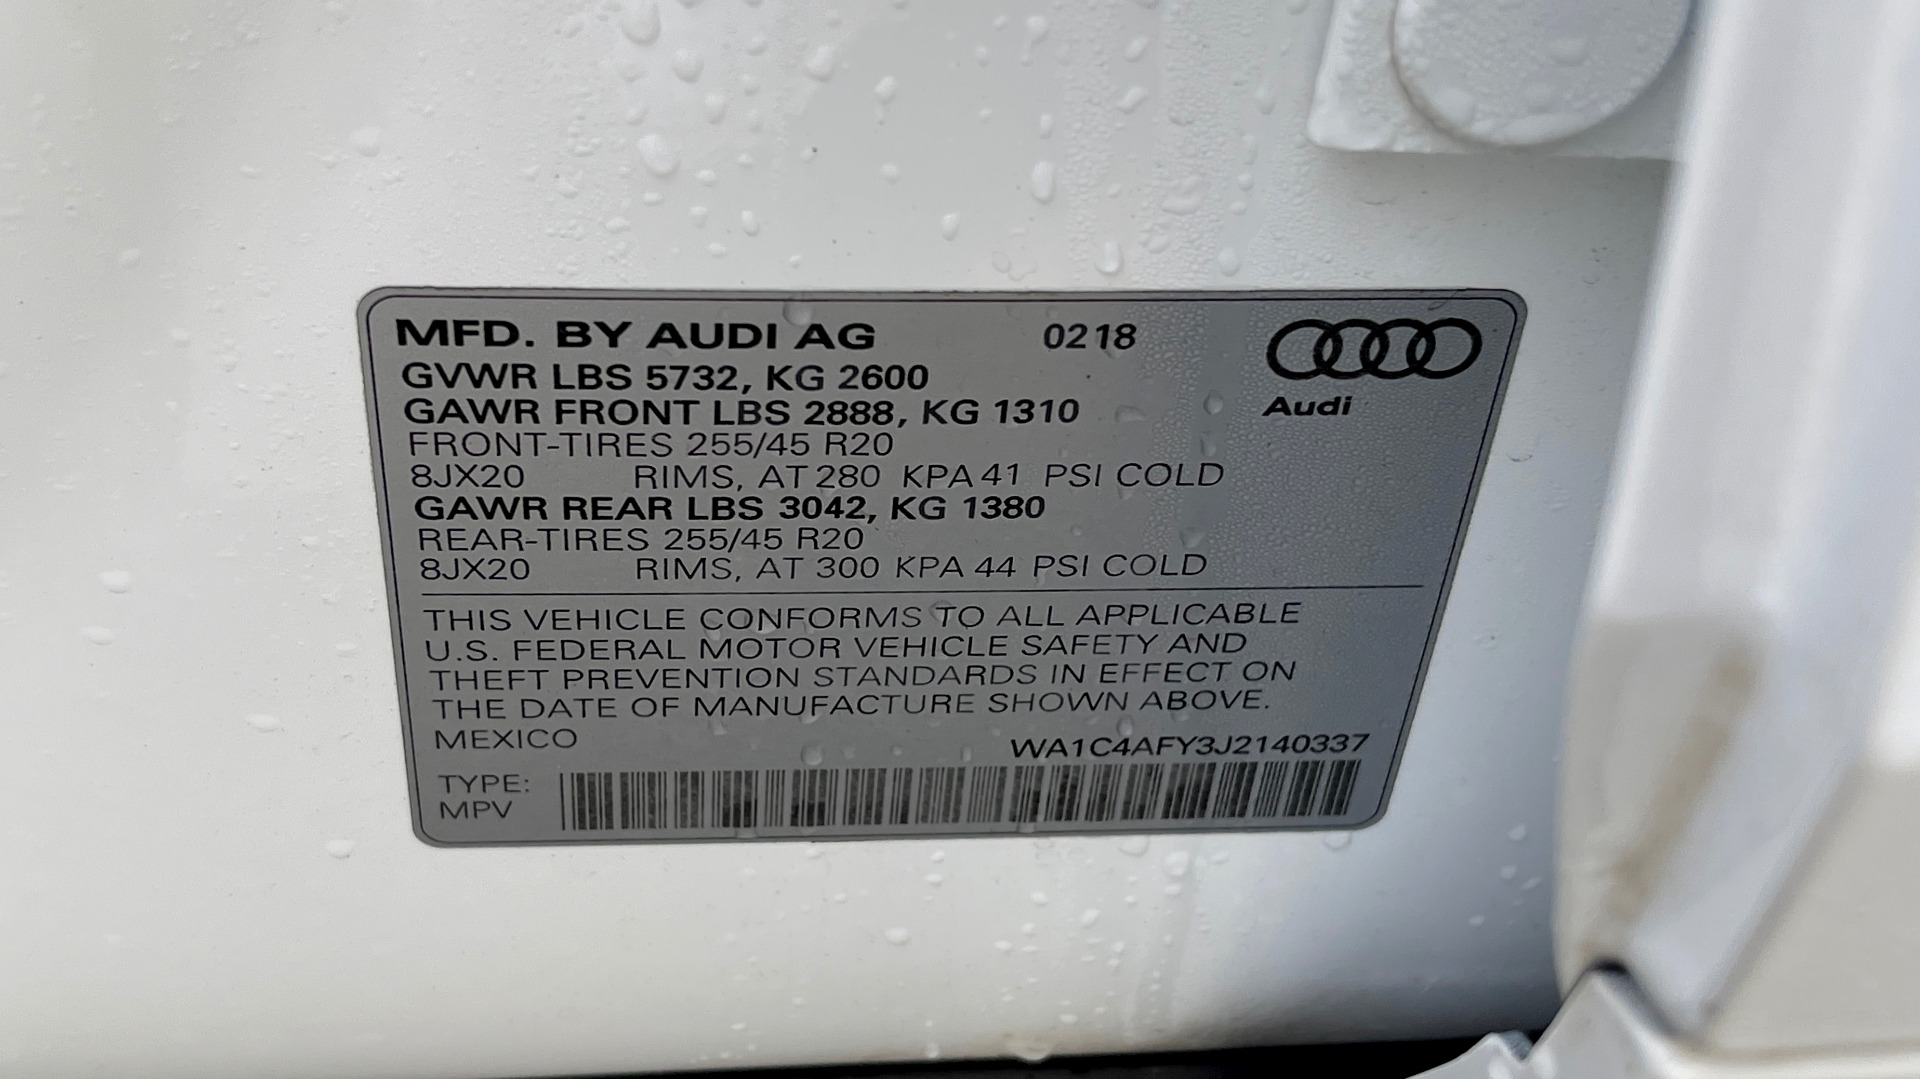 MFD. BY AUDI AG 0218
GVWR LBS 5732, KG 2600
GAWR FRONT LBS 2888, KG 1310
Audi
FRONT-TIRES 255/45 R20
8JX20 RIMS, AT 280 KPA 41 PSI COLD
GAWR REAR LBS 3042, KG 1380
REAR-TIRES 255/45 R20
8JX20 RIMS, AT 300 KPA 44 PSI COLD
THIS VEHICLE CONFORMS TO ALL APPLICABLE
U.S. FEDERAL MOTOR VEHICLE SAFETY AND
THEFT PREVENTION STANDARDS IN EFFECT ON
THE DATE OF MANUFACTURE SHOWN ABOVE.
MEXICO WA1C4AFY3J2140337
TYPE:
MPV